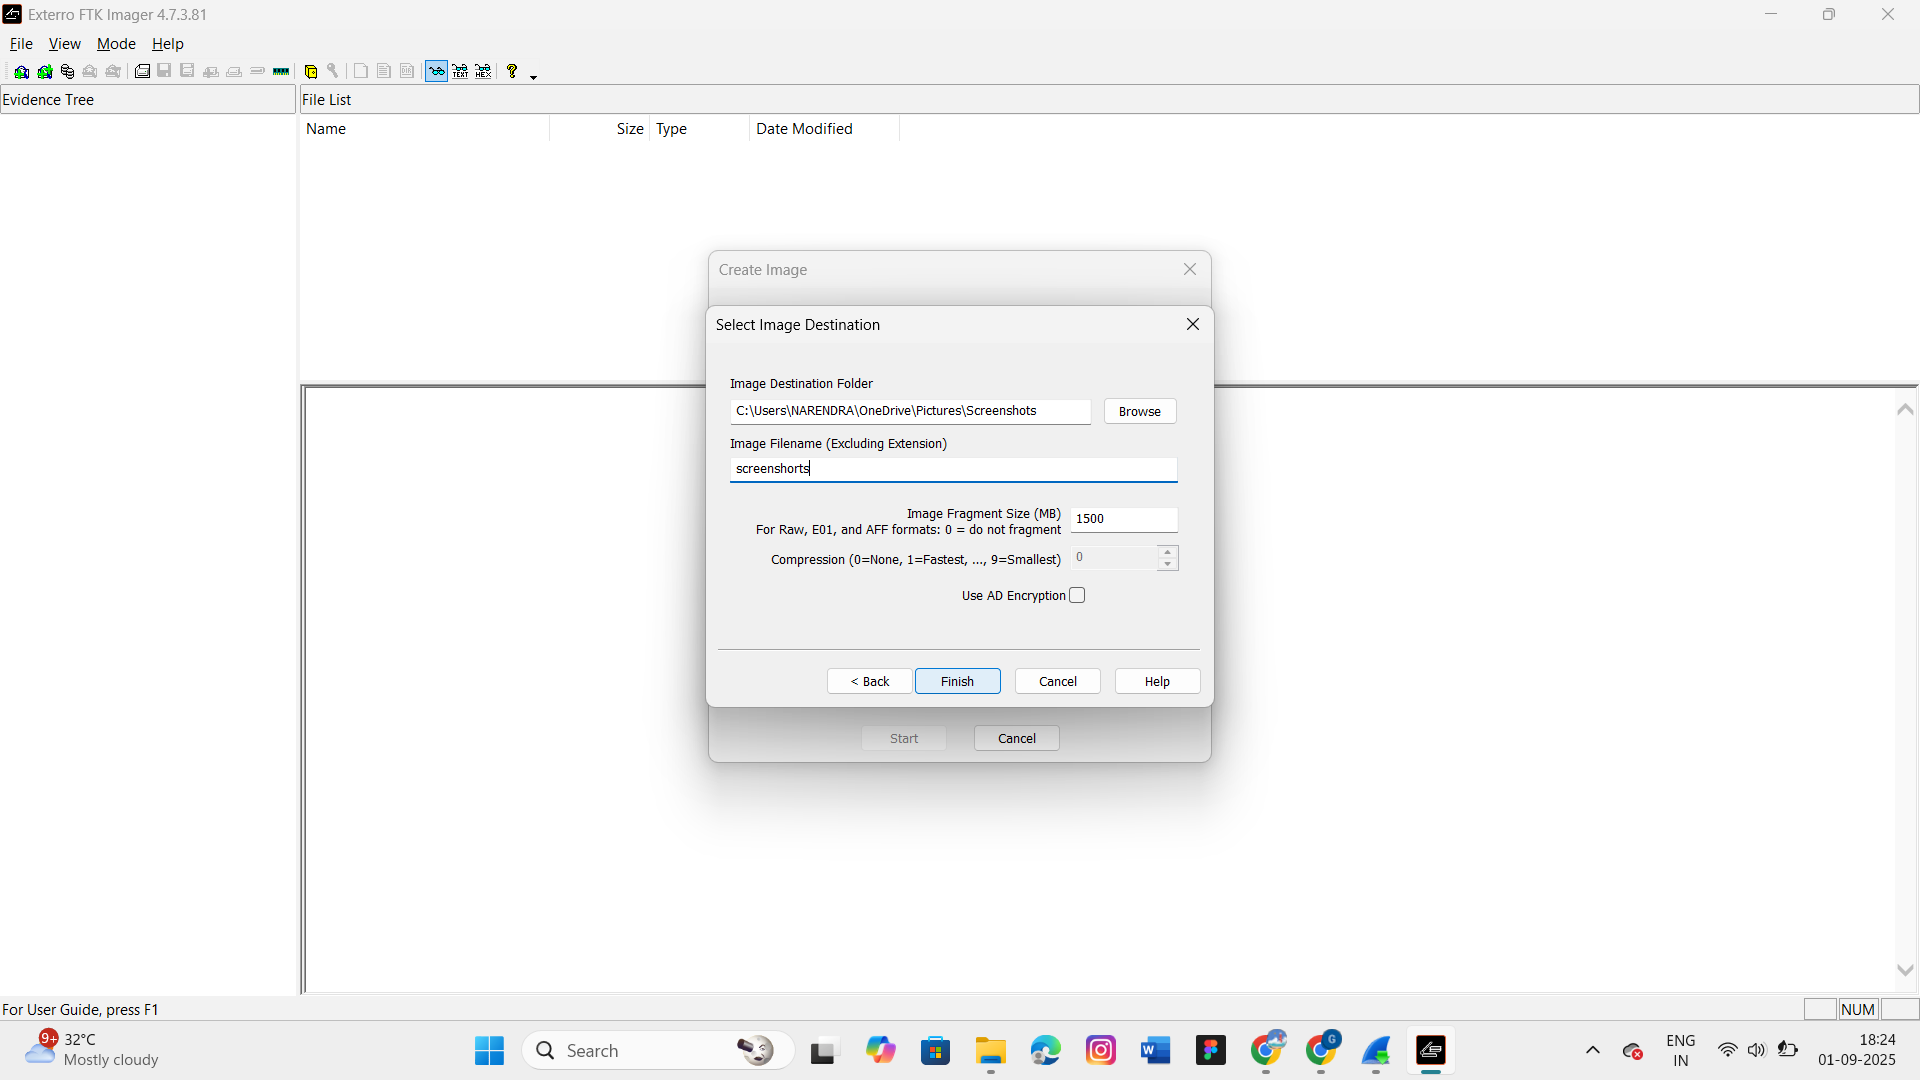 Exterro FTK Imager 4.7.3.81
File View Mode Help
TEXT HEX ?
Evidence Tree
File List
Name Size Type Date Modified
Create Image
Select Image Destination
Image Destination Folder
C:\Users\NARENDRA\OneDrive\Pictures\Screenshots
Browse
Image Filename (Excluding Extension)
screenshorts
Image Fragment Size (MB)
For Raw, E01, and AFF formats: 0 = do not fragment
1500
Compression (0=None, 1=Fastest, ..., 9=Smallest)
0
Use AD Encryption
< Back Finish Cancel Help
Start Cancel
For User Guide, press F1
NUM
9+
32°C
Mostly cloudy
Search
W
G
ENG
IN
18:24
01-09-2025